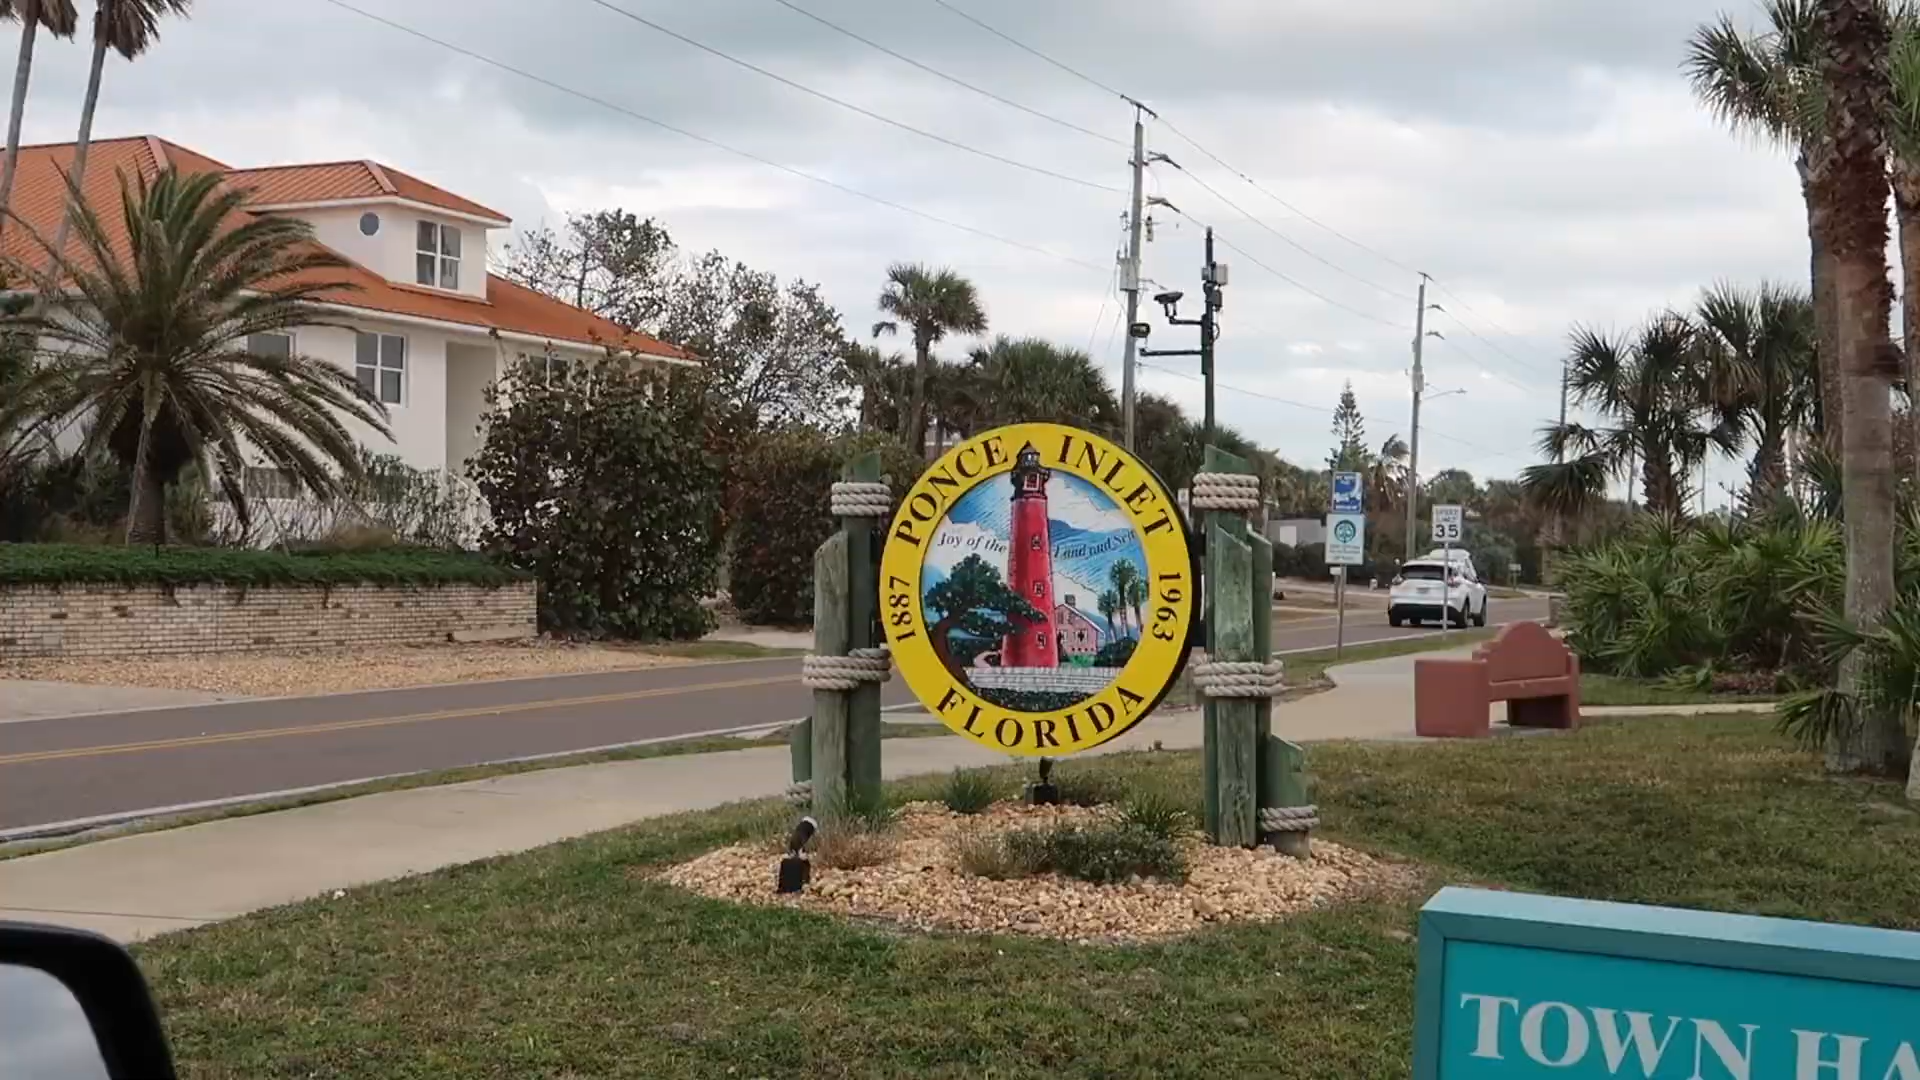 PONCE INLET
Joy of the Land and Sea
1887
1963
FLORIDA
SPEED
LIMIT
35
TOWN HA